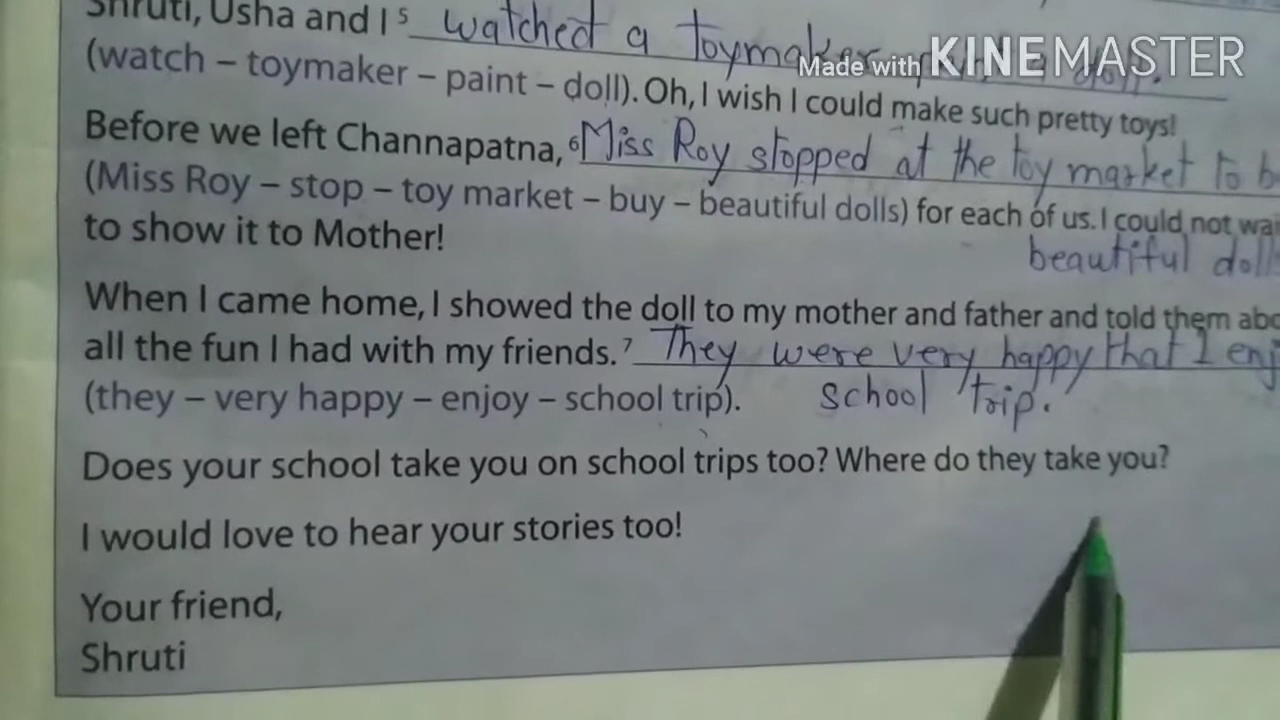 Shruti, Usha and I ⁵ watched a toymaker doll.
Made with KINEMASTER
(watch – toymaker – paint – doll). Oh, I wish I could make such pretty toys!
Before we left Channapatna, ⁶ Miss Roy stopped at the toy market to b
(Miss Roy – stop – toy market – buy – beautiful dolls) for each of us. I could not wai
to show it to Mother! beautiful doll
When I came home, I showed the doll to my mother and father and told them abo
all the fun I had with my friends. ⁷ They were very happy that I enj
(they – very happy – enjoy – school trip). school trip.
Does your school take you on school trips too? Where do they take you?
I would love to hear your stories too!
Your friend,
Shruti